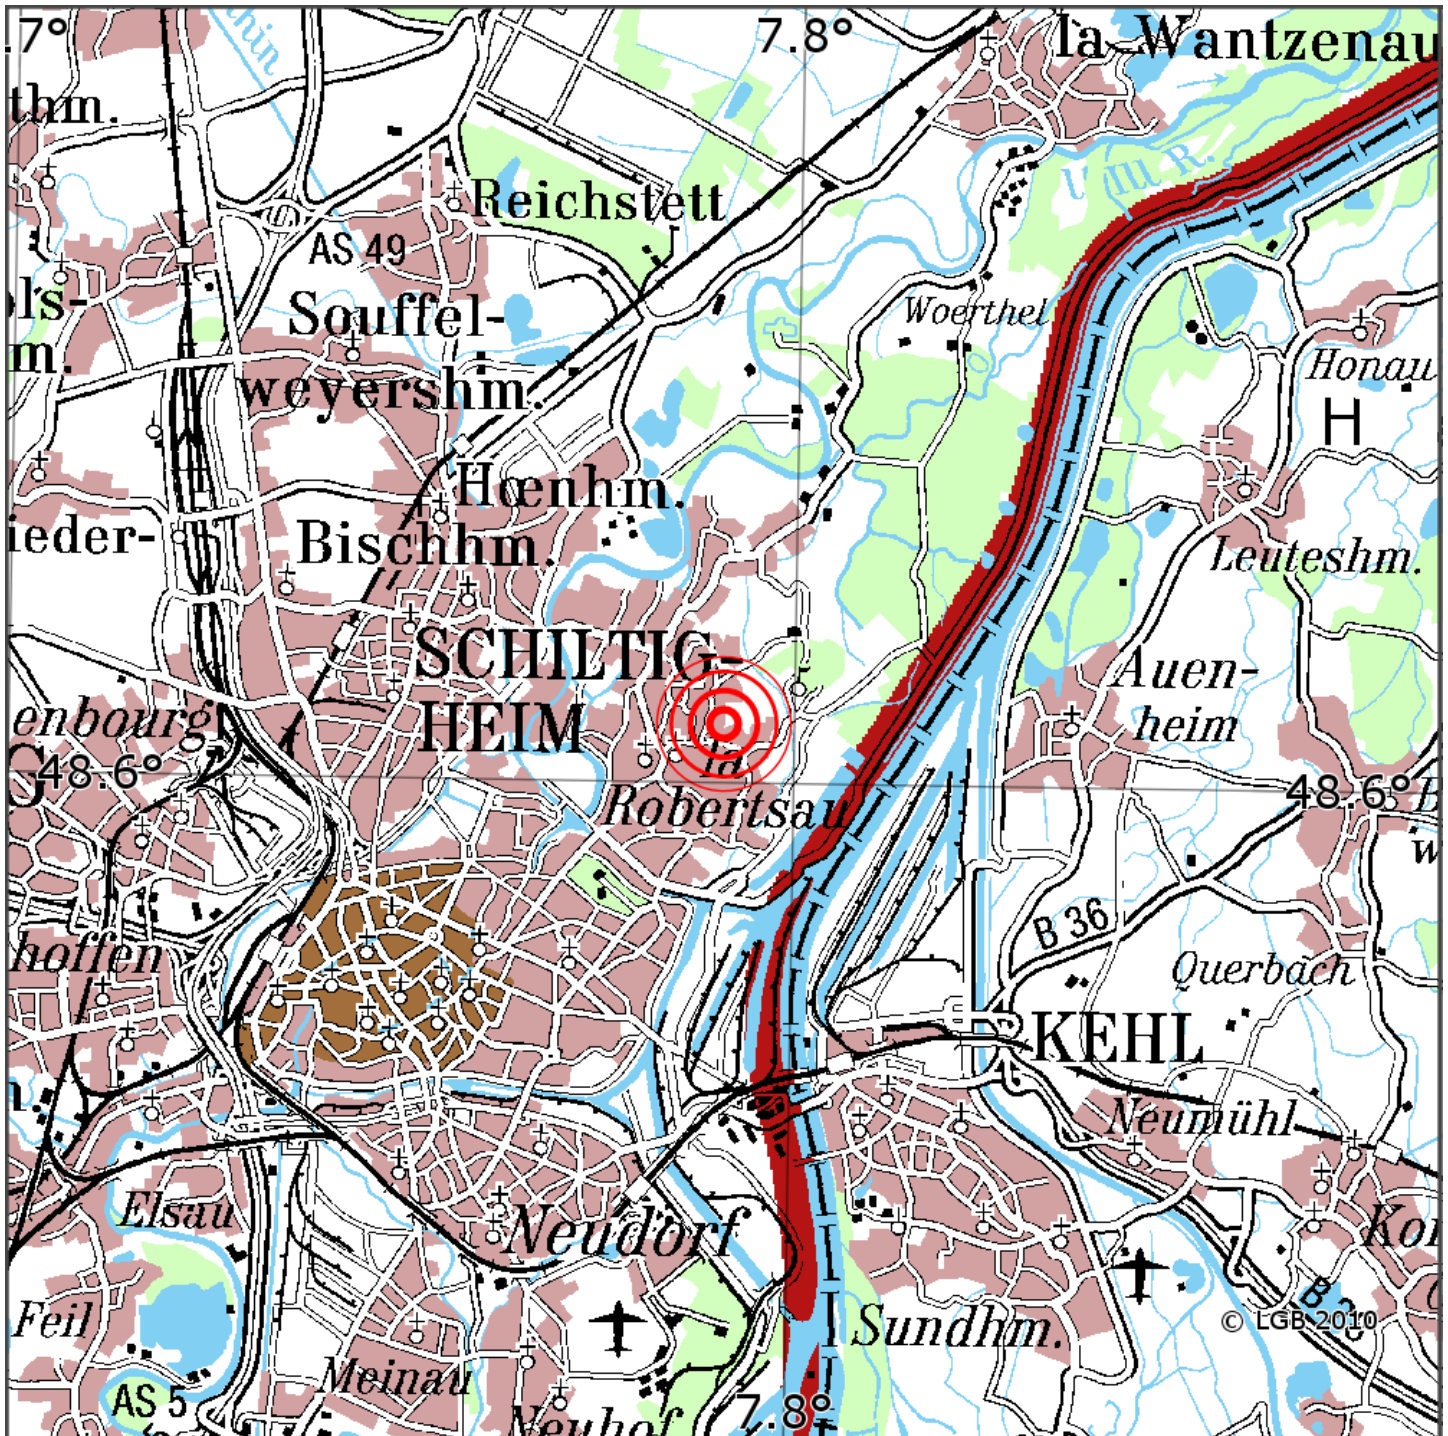 .7°
7.8°
la Wantzenau
thm.
Ill R.
Reichstett
AS 49
Souffel-
weyershm.
Woerthel
Honau
H
Hœnhm.
Bischhm.
ieder-
Leuteshm.
SCHILTIG-
HEIM
Auen-
heim
enbourg
48.6°
la
Robertsau
48.6°
B 36
hoffen
Querbach
KEHL
Neumühl
Elsau
Neudorf
Kor
Feil
Sundhm.
© LGB 2010
Meinau
AS 5
Neuhof
7.8°